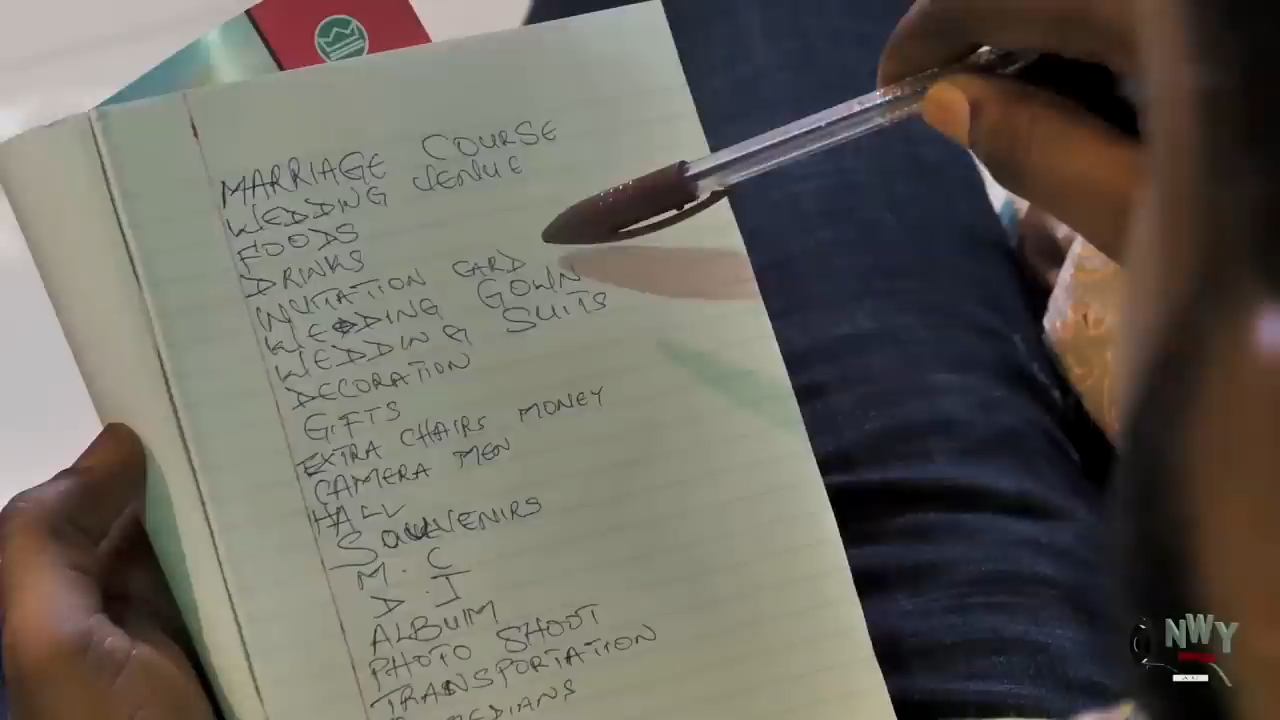 MARRIAGE COURSE
WEDDING VENUE
FOODS
DRINKS
INVITATION CARD
WEDDING GOWN
WEDDING SUITS
DECORATION
GIFTS
EXTRA CHAIRS MONEY
CAMERA MEN
HALL
SOUVENIRS
M.C
D.J
ALBUM
PHOTO SHOOT
TRANSPORTATION
NWY